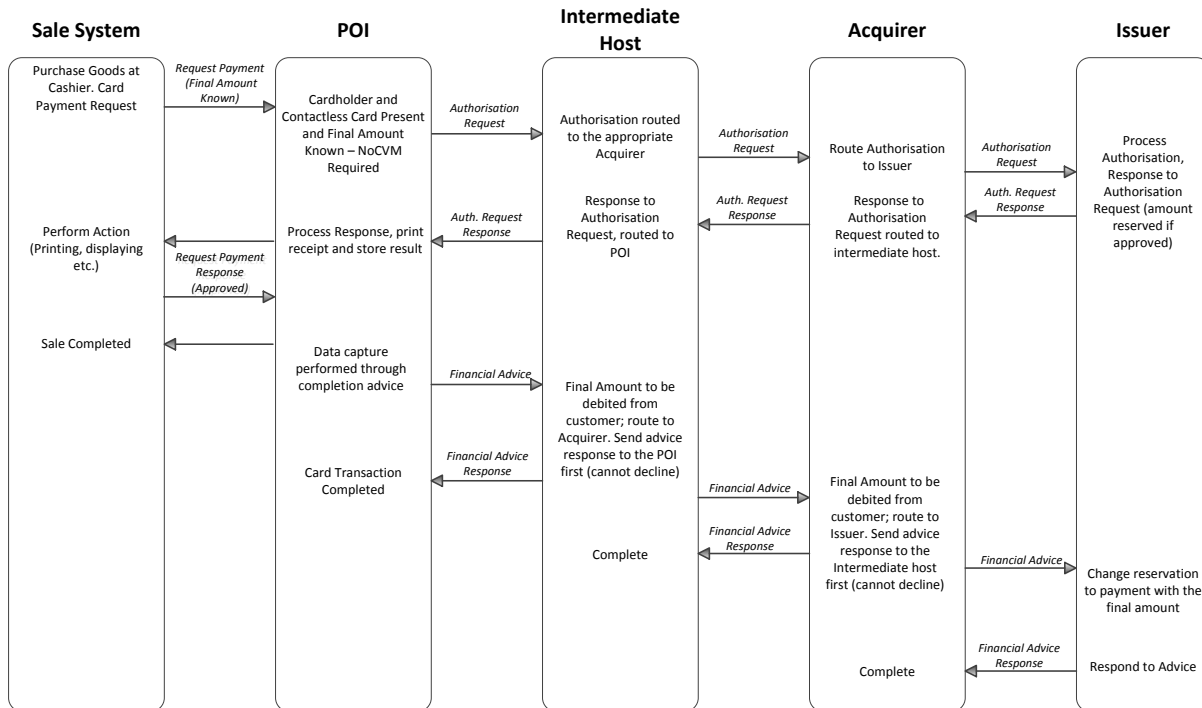 Sale System
POI
Intermediate
Host
Acquirer
Issuer
Purchase Goods at
Cashier. Card
Payment Request
Request Payment
(Final Amount
Known)
Cardholder and
Contactless Card Present
and Final Amount
Known – NoCVM
Required
Authorisation
Request
Authorisation routed
to the appropriate
Acquirer
Authorisation
Request
Route Authorisation
to Issuer
Authorisation
Request
Process
Authorisation,
Response to
Authorisation
Request (amount
reserved if
approved)
Auth. Request
Response
Response to
Authorisation
Request routed to
intermediate host.
Auth. Request
Response
Response to
Authorisation
Request, routed to
POI
Auth. Request
Response
Process Response, print
receipt and store result
Perform Action
(Printing, displaying
etc.)
Request Payment
Response
(Approved)
Sale Completed
Data capture
performed through
completion advice
Financial Advice
Final Amount to be
debited from
customer; route to
Acquirer. Send advice
response to the POI
first (cannot decline)
Financial Advice
Response
Card Transaction
Completed
Financial Advice
Final Amount to be
debited from
customer; route to
Issuer. Send advice
response to the
Intermediate host
first (cannot decline)
Financial Advice
Response
Complete
Financial Advice
Change reservation
to payment with the
final amount
Financial Advice
Response
Respond to Advice
Complete